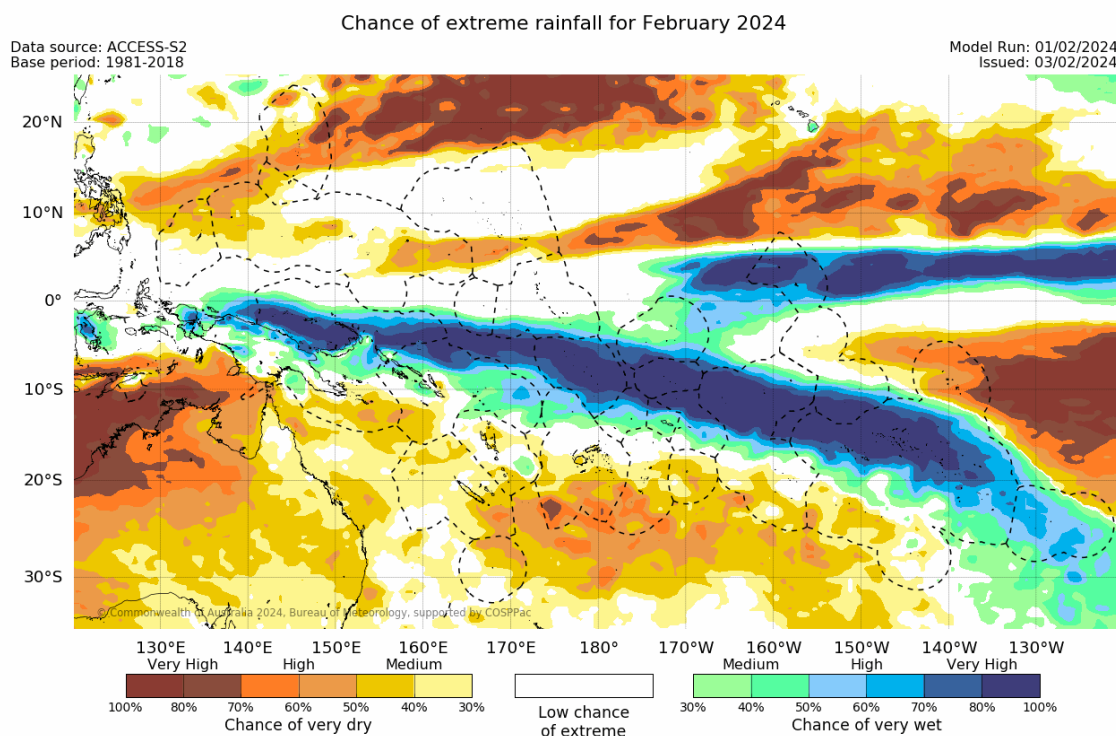 Chance of extreme rainfall for February 2024
Data source: ACCESS-S2
Base period: 1981-2018
Model Run: 01/02/2024
Issued: 03/02/2024
20°N
10°N
0°
10°S
20°S
30°S
© Commonwealth of Australia 2024, Bureau of Meteorology, supported by COSPPac
130°E 140°E 150°E 160°E 170°E 180° 170°W 160°W 150°W 140°W 130°W
Very High High Medium
100% 80% 70% 60% 50% 40% 30%
Chance of very dry
Low chance
of extreme
Medium High Very High
30% 40% 50% 60% 70% 80% 100%
Chance of very wet